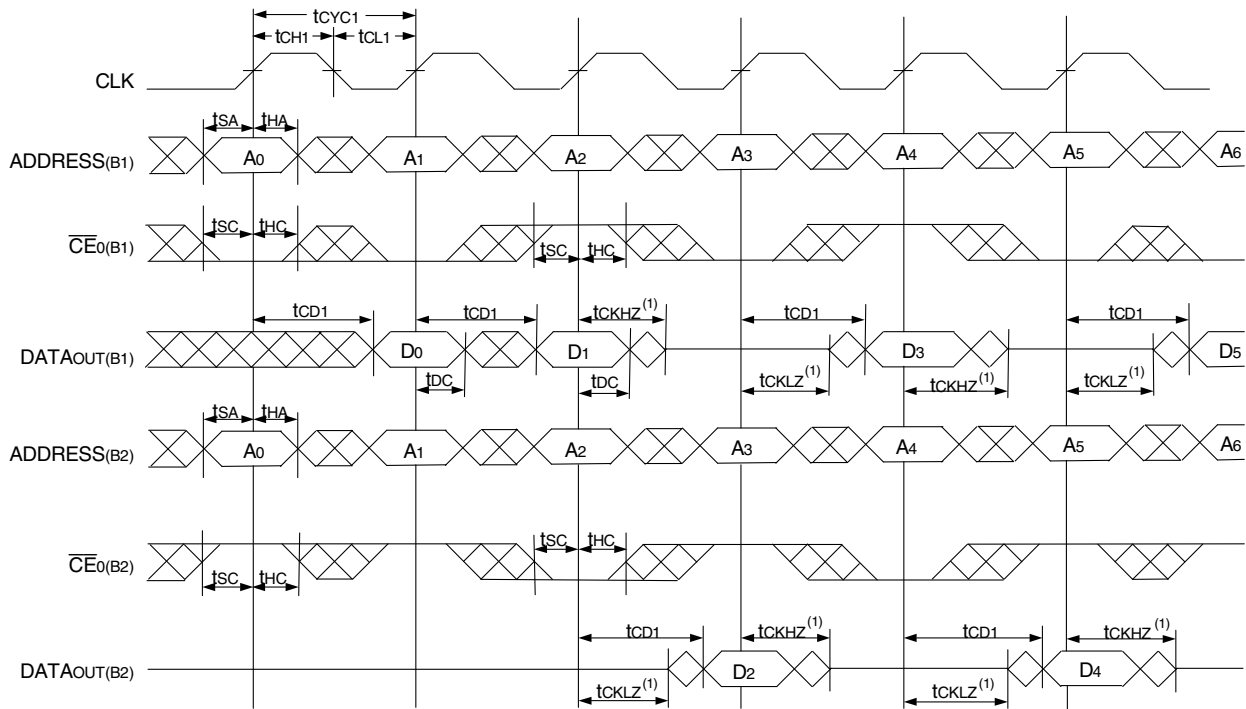 tCYC1
tCH1 tCL1
CLK
tSA tHA
ADDRESS(B1) A0 A1 A2 A3 A4 A5 A6
tSC tHC
CE0(B1)
tSC tHC
tCD1 tCD1 tCKHZ(1) tCD1 tCD1
DATAOUT(B1) D0 D1 D3 D5
tDC tDC tCKLZ(1) tCKHZ(1) tCKLZ(1)
tSA tHA
ADDRESS(B2) A0 A1 A2 A3 A4 A5 A6
tSC tHC
CE0(B2)
tSC tHC
tCD1 tCKHZ(1) tCD1 tCKHZ(1)
DATAOUT(B2) D2 D4
tCKLZ(1) tCKLZ(1)